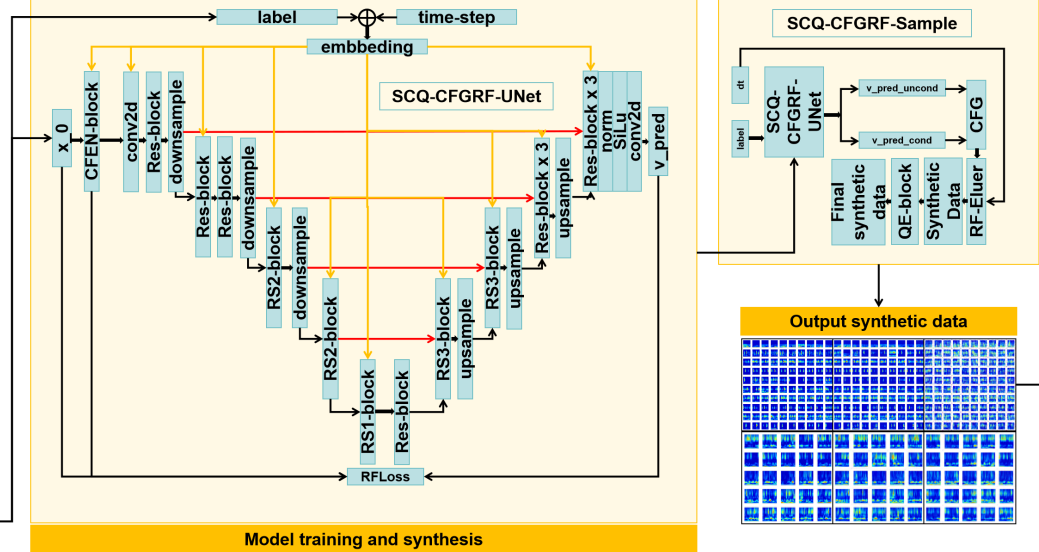 label
time-step
embbeding
SCQ-CFGRF-UNet
x_0
CFEN-block
conv2d
Res-block
downsample
Res-block
Res-block
downsample
RS2-block
downsample
RS2-block
RS1-block
Res-block
RS3-block
upsample
RS3-block
upsample
Res-block x 3
upsample
Res-block x 3
norm
SiLu
conv2d
v_pred
RFLoss
Model training and synthesis
SCQ-CFGRF-Sample
dt
label
SCQ-
CFGRF-
UNet
v_pred_uncond
v_pred_cond
CFG
RF-Eluer
Synthetic
Data
QE-block
Final
synthetic
data
Output synthetic data